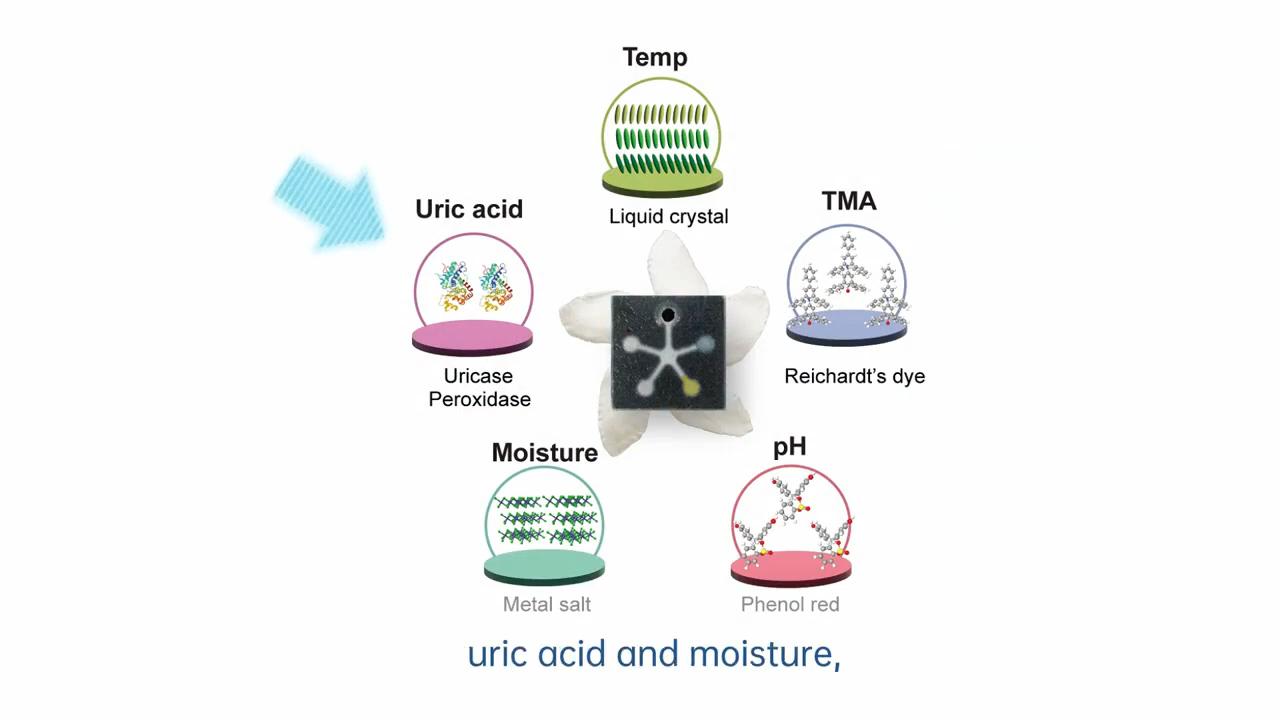 Temp
Liquid crystal
Uric acid
Uricase
Peroxidase
TMA
Reichardt's dye
Moisture
Metal salt
pH
Phenol red
uric acid and moisture,